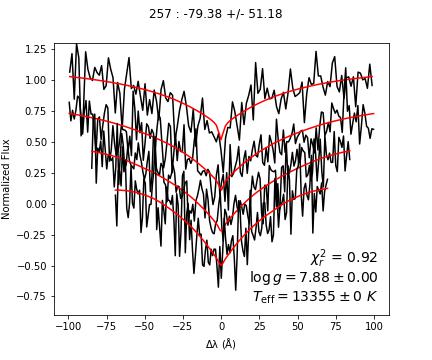 257 : -79.38 +/- 51.18
1.25
1.00
0.75
0.50
0.25
0.00
−0.25
−0.50
−0.75
Normalized Flux
χ²ᵣ = 0.92
log g = 7.88 ± 0.00
T_eff = 13355 ± 0 K
−100 −75 −50 −25 0 25 50 75 100
Δλ (Å)